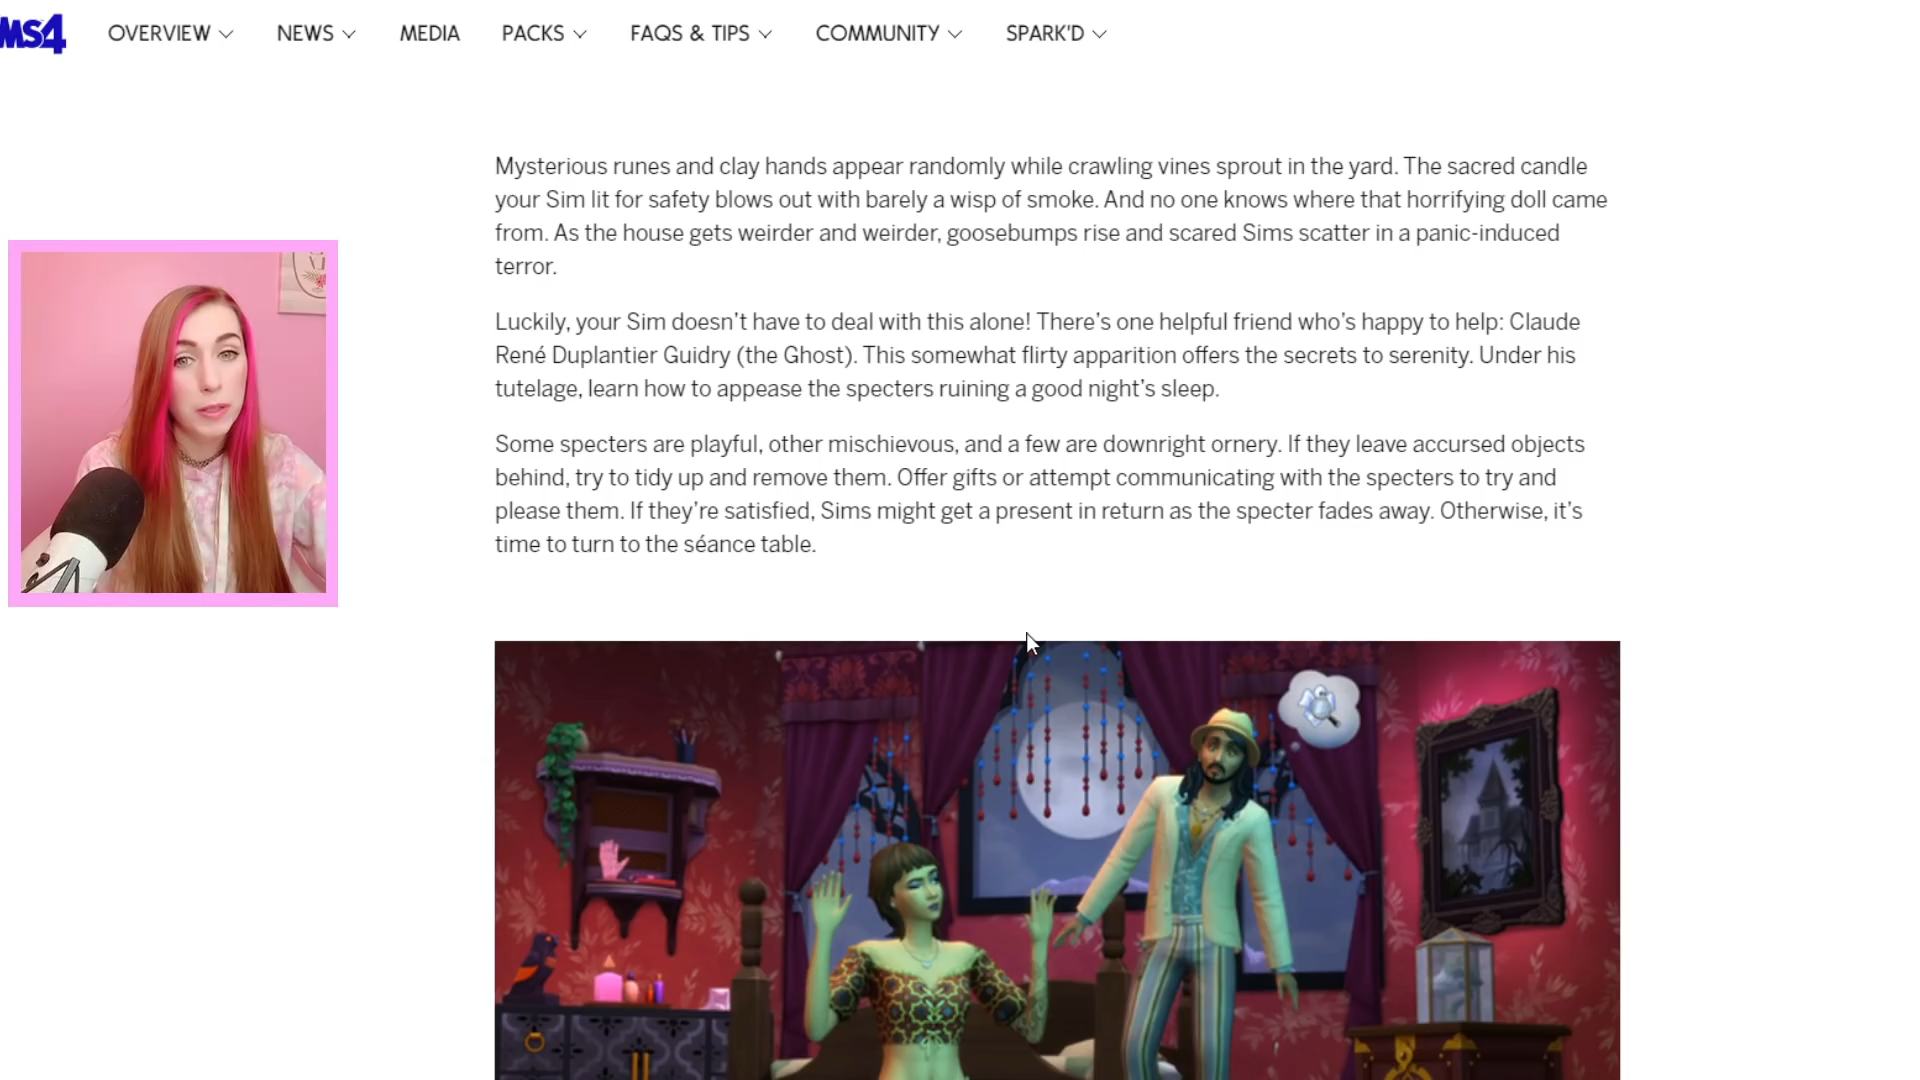 MS4 OVERVIEW NEWS MEDIA PACKS FAQS & TIPS COMMUNITY SPARK'D
Mysterious runes and clay hands appear randomly while crawling vines sprout in the yard. The sacred candle
your Sim lit for safety blows out with barely a wisp of smoke. And no one knows where that horrifying doll came
from. As the house gets weirder and weirder, goosebumps rise and scared Sims scatter in a panic-induced
terror.
Luckily, your Sim doesn’t have to deal with this alone! There’s one helpful friend who’s happy to help: Claude
René Duplantier Guidry (the Ghost). This somewhat flirty apparition offers the secrets to serenity. Under his
tutelage, learn how to appease the specters ruining a good night’s sleep.
Some specters are playful, other mischievous, and a few are downright ornery. If they leave accursed objects
behind, try to tidy up and remove them. Offer gifts or attempt communicating with the specters to try and
please them. If they’re satisfied, Sims might get a present in return as the specter fades away. Otherwise, it’s
time to turn to the séance table.